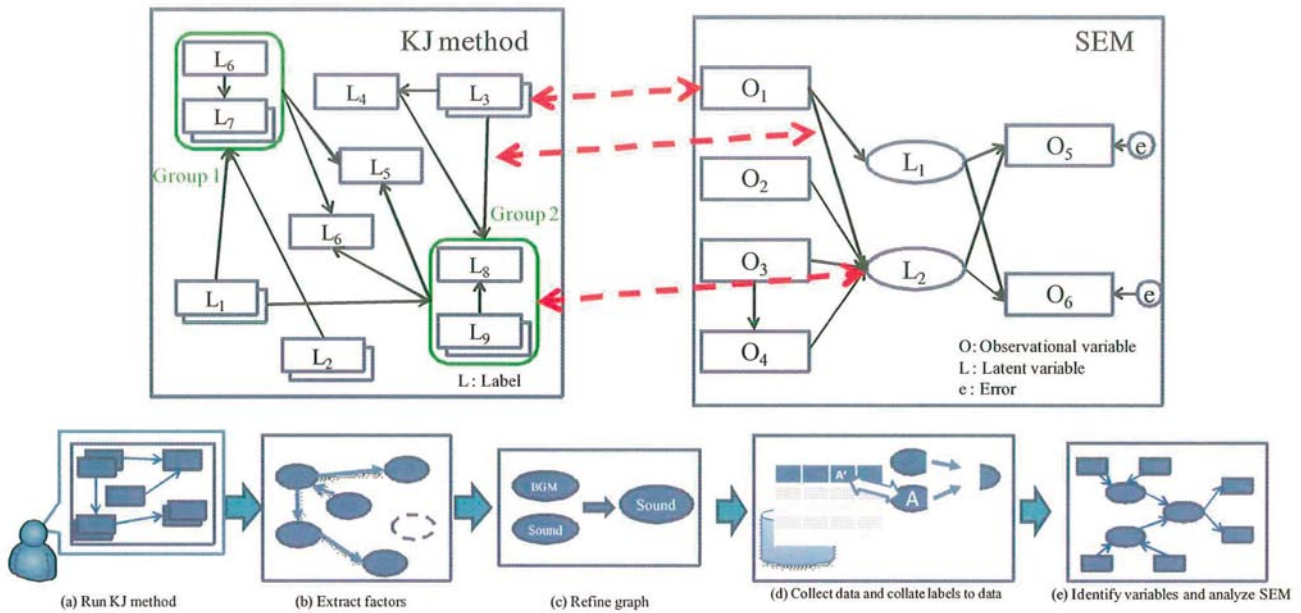 KJ method
L₆
L₇
Group 1
L₄
L₃
L₅
L₆
Group 2
L₈
L₉
L₁
L₂
L : Label
SEM
O₁
O₂
O₃
O₄
L₁
L₂
O₅
e
O₆
e
O: Observational variable
L : Latent variable
e : Error
BGM
Sound
Sound
A'
A
(a) Run KJ method
(b) Extract factors
(c) Refine graph
(d) Collect data and collate labels to data
(e) Identify variables and analyze SEM